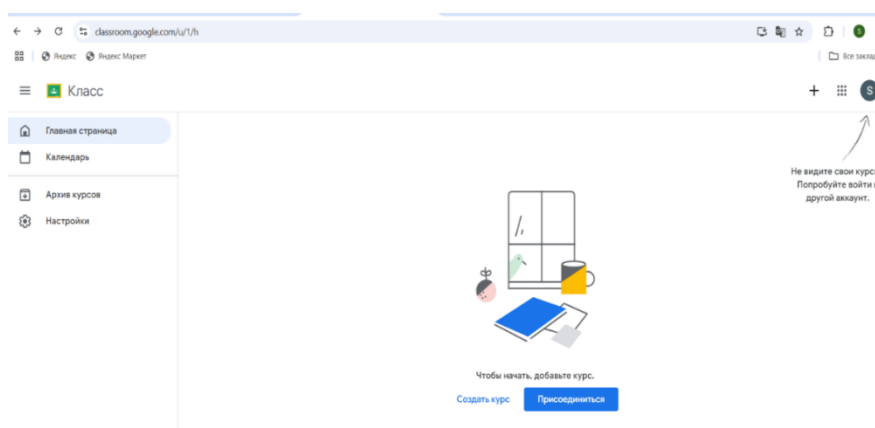 classroom.google.com/u/1/h
S
Яндекс Яндекс Маркет
Все заклад
Класс
S
Главная страница
Календарь
Архив курсов
Настройки
Не видите свои курс
Попробуйте войти
другой аккаунт.
Чтобы начать, добавьте курс.
Создать курс Присоединиться